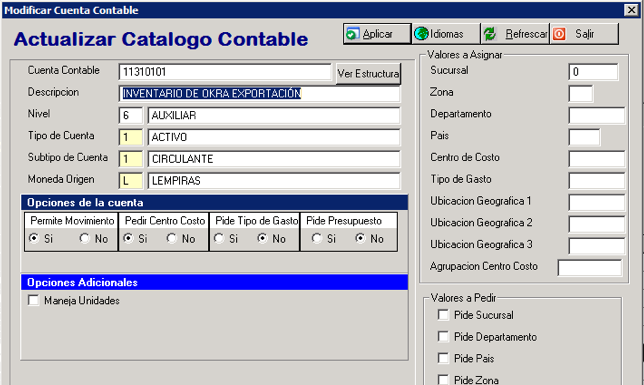 Modificar Cuenta Contable
Actualizar Catalogo Contable
Aplicar Idiomas Refrescar Salir
Cuenta Contable 11310101 Ver Estructura
Descripcion INVENTARIO DE OKRA EXPORTACIÓN
Nivel 6 AUXILIAR
Tipo de Cuenta 1 ACTIVO
Subtipo de Cuenta 1 CIRCULANTE
Moneda Origen L LEMPIRAS
Opciones de la cuenta
Permite Movimiento Pedir Centro Costo Pide Tipo de Gasto Pide Presupuesto
Si No Si No Si No Si No
Opciones Adicionales
Maneja Unidades
Valores a Asignar
Sucursal 0
Zona
Departamento
Pais
Centro de Costo
Tipo de Gasto
Ubicacion Geografica 1
Ubicacion Geografica 2
Ubicacion Geografica 3
Agrupacion Centro Costo
Valores a Pedir
Pide Sucursal
Pide Departamento
Pide Pais
Pide Zona